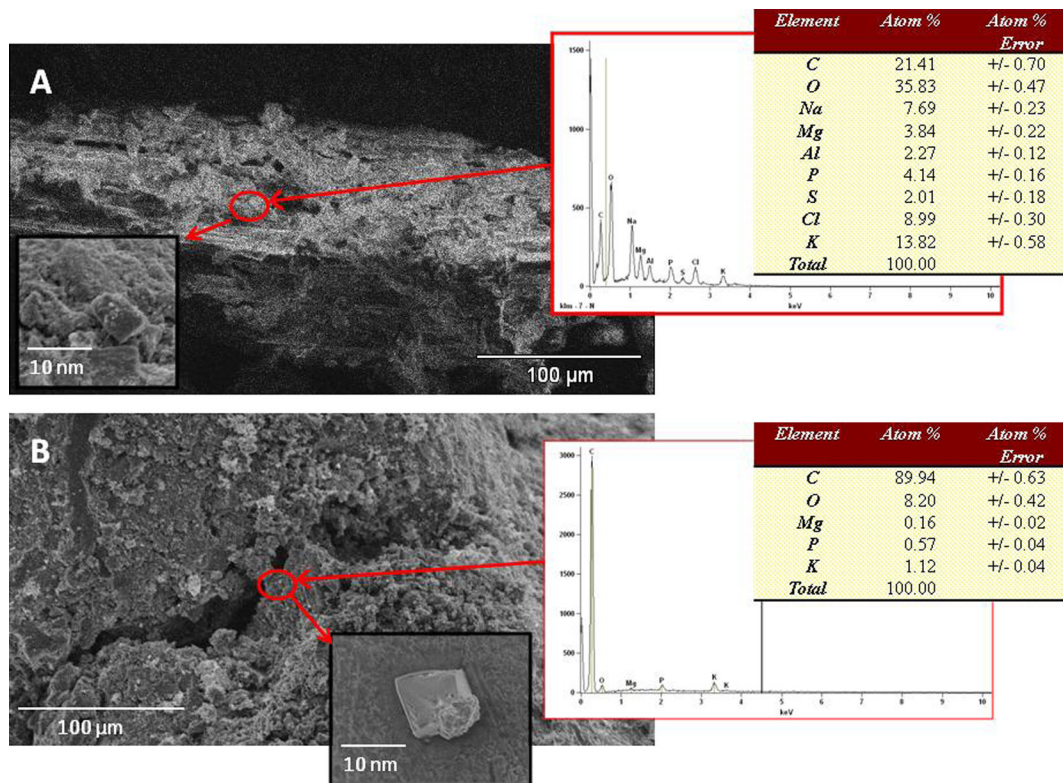 A
10 nm
100 µm
1500
1000
500
0
C
O
Na
Mg
Al
P
S
Cl
K
0 1 2 3 4 5 6 7 8 9 10
klm - 7 - N
keV
Element Atom % Atom % Error
C 21.41 +/- 0.70
O 35.83 +/- 0.47
Na 7.69 +/- 0.23
Mg 3.84 +/- 0.22
Al 2.27 +/- 0.12
P 4.14 +/- 0.16
S 2.01 +/- 0.18
Cl 8.99 +/- 0.30
K 13.82 +/- 0.58
Total 100.00
B
100 µm
10 nm
3000
2500
2000
1500
1000
500
0
C
O
Mg
P
K
K
0 1 2 3 4 5 6 7 8 9 10
keV
Element Atom % Atom % Error
C 89.94 +/- 0.63
O 8.20 +/- 0.42
Mg 0.16 +/- 0.02
P 0.57 +/- 0.04
K 1.12 +/- 0.04
Total 100.00